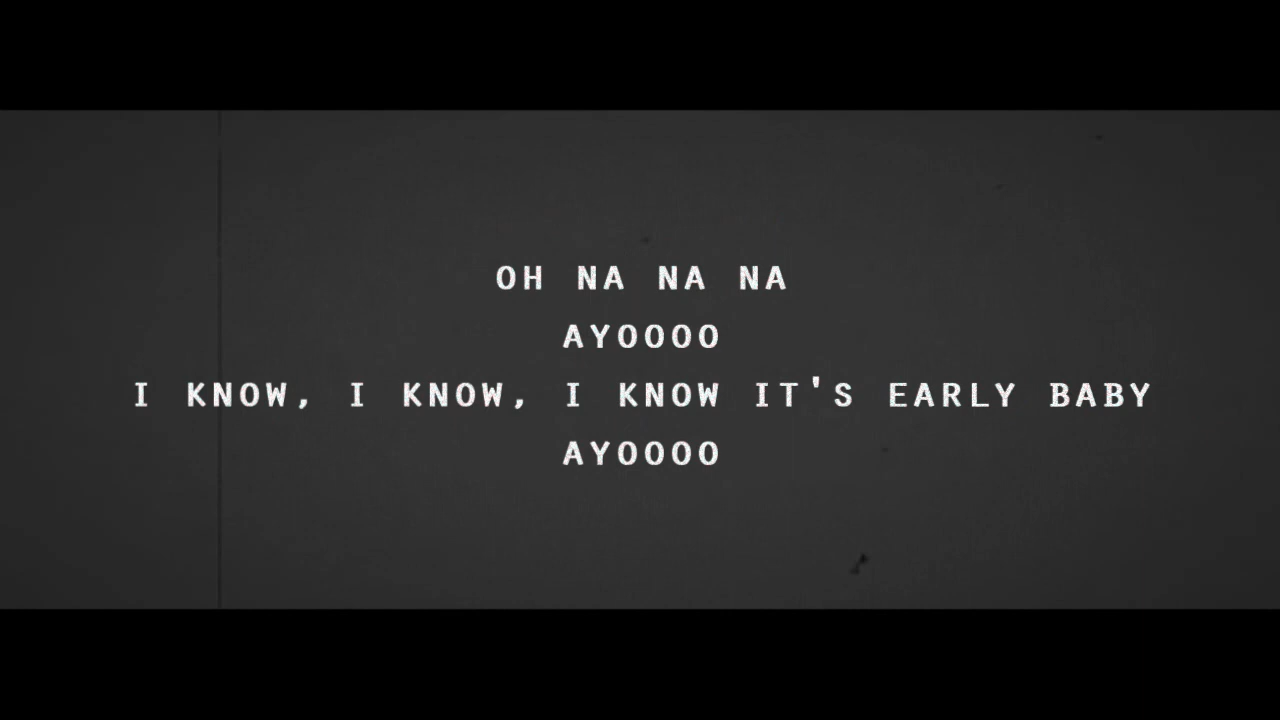 OH NA NA NA
AYOOOO
I KNOW, I KNOW, I KNOW IT'S EARLY BABY
AYOOOO